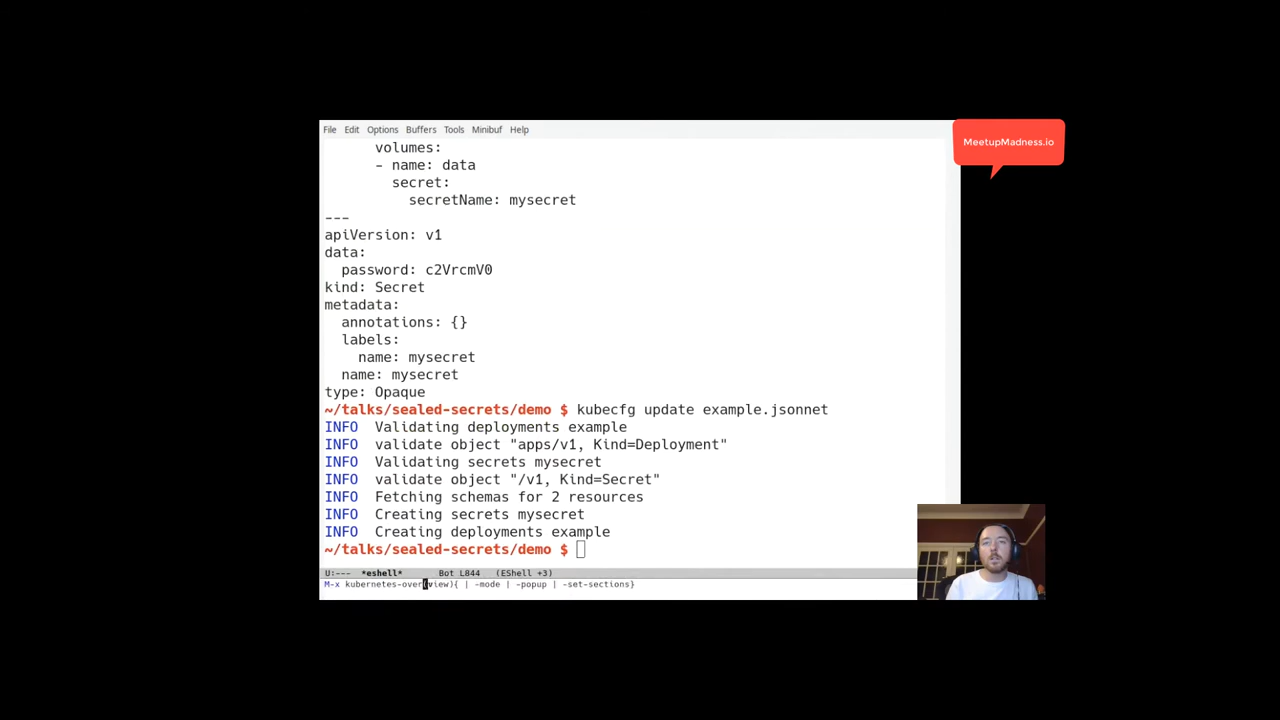 File Edit Options Buffers Tools Minibuf Help
MeetupMadness.io
volumes:
- name: data
secret:
secretName: mysecret
---
apiVersion: v1
data:
password: c2VrcmV0
kind: Secret
metadata:
annotations: {}
labels:
name: mysecret
name: mysecret
type: Opaque
~/talks/sealed-secrets/demo $ kubecfg update example.jsonnet
INFO Validating deployments example
INFO validate object "apps/v1, Kind=Deployment"
INFO Validating secrets mysecret
INFO validate object "/v1, Kind=Secret"
INFO Fetching schemas for 2 resources
INFO Creating secrets mysecret
INFO Creating deployments example
~/talks/sealed-secrets/demo $
U:--- *eshell* Bot L844 (EShell +3)
M-x kubernetes-over(view){ | -mode | -popup | -set-sections}